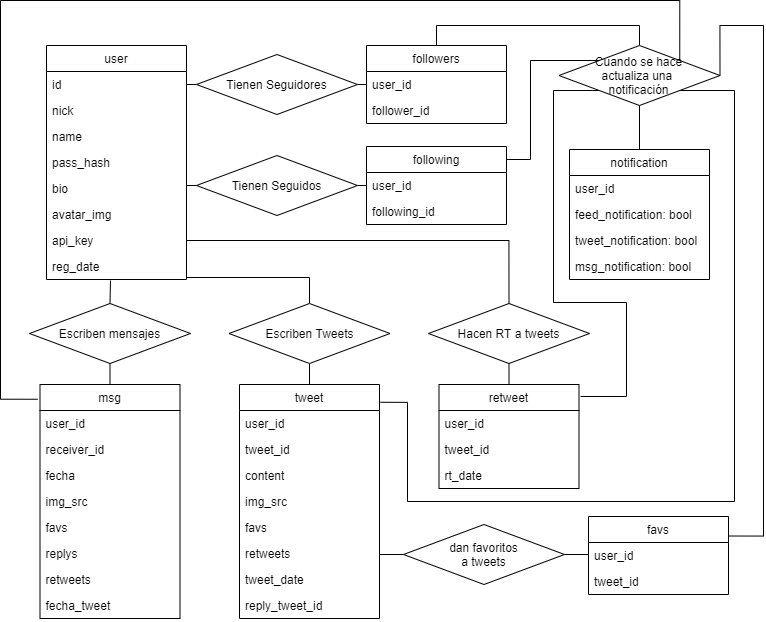 user
id
nick
name
pass_hash
bio
avatar_img
api_key
reg_date
Tienen Seguidores
followers
user_id
follower_id
Tienen Seguidos
following
user_id
following_id
Cuando se hace
actualiza una
notificación
notification
user_id
feed_notification: bool
tweet_notification: bool
msg_notification: bool
Escriben mensajes
Escriben Tweets
Hacen RT a tweets
msg
user_id
receiver_id
fecha
img_src
favs
replys
retweets
fecha_tweet
tweet
user_id
tweet_id
content
img_src
favs
retweets
tweet_date
reply_tweet_id
retweet
user_id
tweet_id
rt_date
dan favoritos
a tweets
favs
user_id
tweet_id